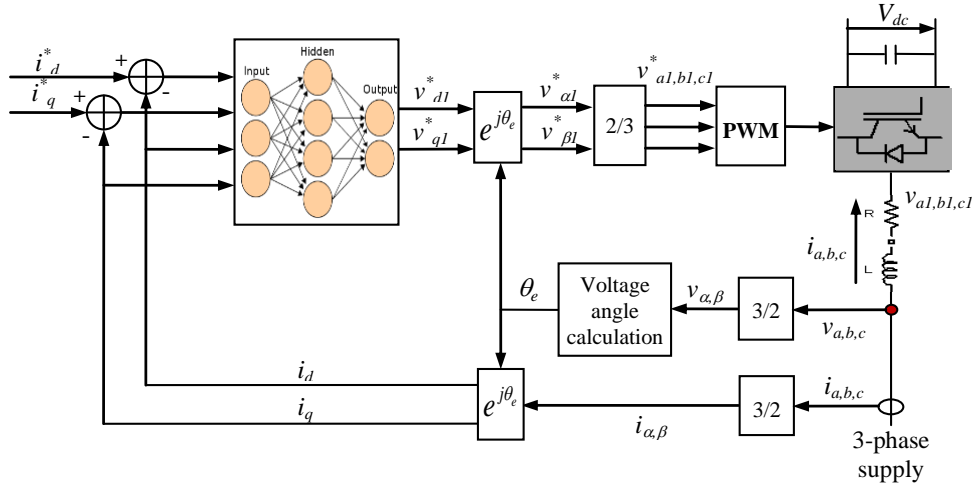 V_dc
i*_d
+
-
i*_q
+
-
Input
Hidden
Output
v*_d1
v*_q1
e^jθ_e
v*_α1
v*_β1
2/3
v*_a1,b1,c1
PWM
v_a1,b1,c1
R
L
i_a,b,c
θ_e
Voltage
angle
calculation
v_α,β
3/2
v_a,b,c
i_d
i_q
e^jθ_e
i_α,β
3/2
i_a,b,c
3-phase
supply